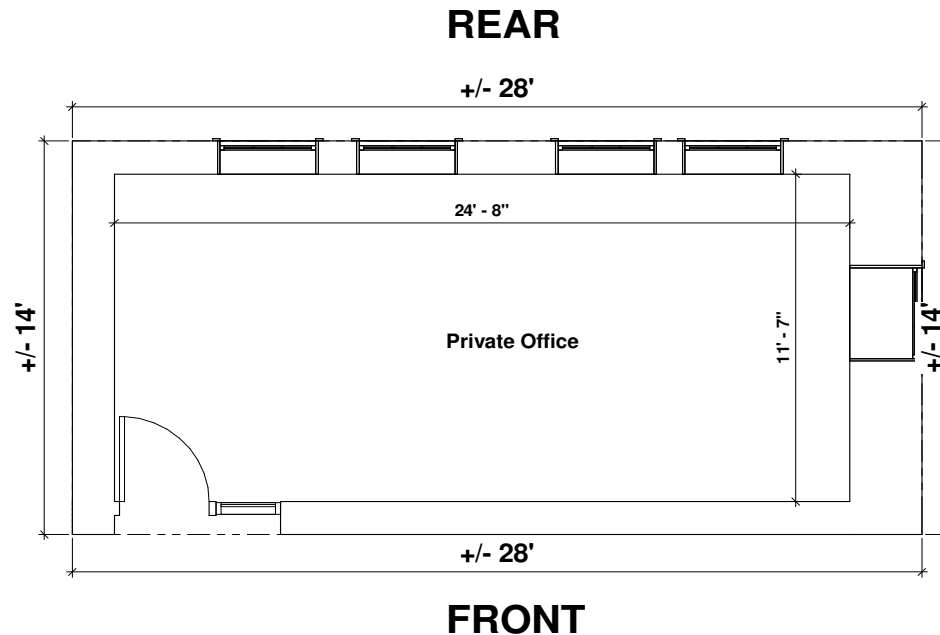 REAR
+/- 28'
24' - 8"
+/- 14'
Private Office
11' - 7"
+/- 14'
+/- 28'
FRONT